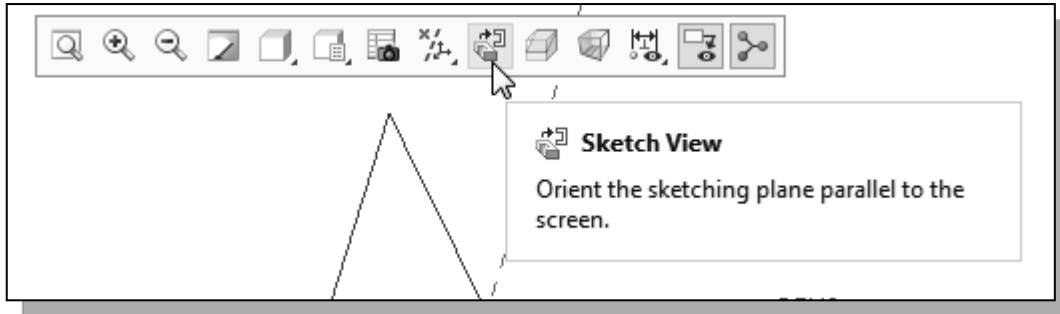 Sketch View
Orient the sketching plane parallel to the
screen.